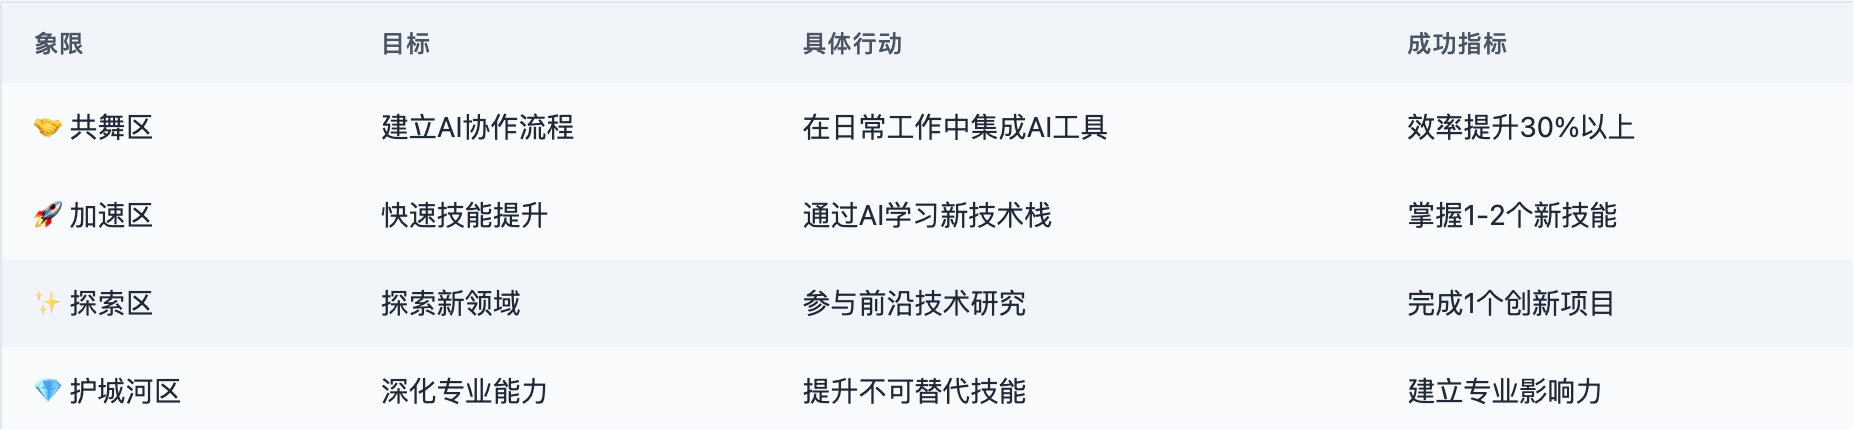 象限 目标 具体行动 成功指标
🤝 共舞区 建立AI协作流程 在日常工作中集成AI工具 效率提升30%以上
🚀 加速区 快速技能提升 通过AI学习新技术栈 掌握1-2个新技能
✨ 探索区 探索新领域 参与前沿技术研究 完成1个创新项目
💎 护城河区 深化专业能力 提升不可替代技能 建立专业影响力